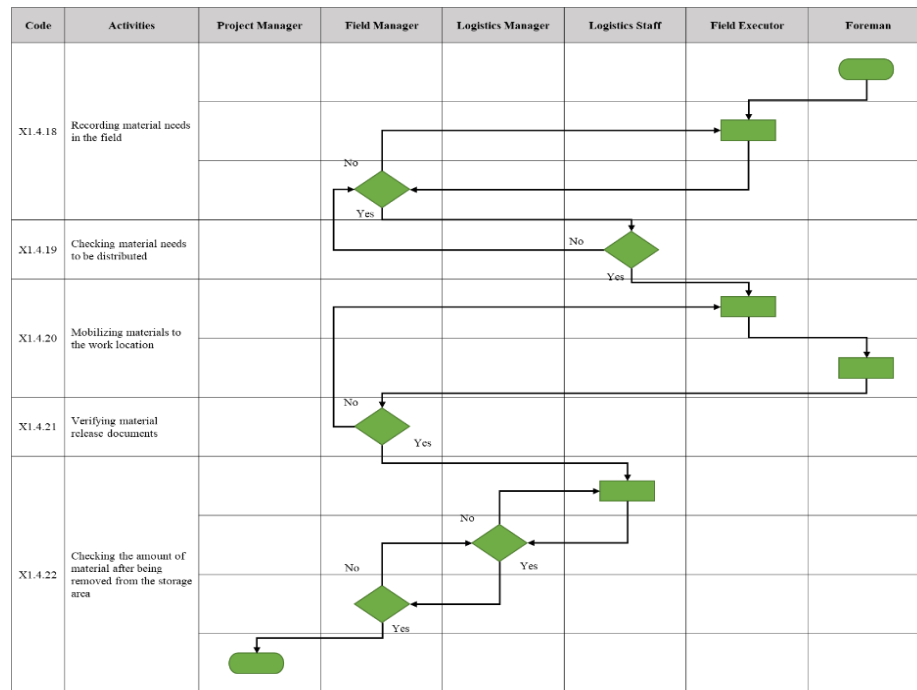 Code Activities Project Manager Field Manager Logistics Manager Logistics Staff Field Executor Foreman
X1.4.18
Recording material needs
in the field
No
Yes
X1.4.19
Checking material needs
to be distributed
No
Yes
X1.4.20
Mobilizing materials to
the work location
No
X1.4.21
Verifying material
release documents
Yes
No
X1.4.22
Checking the amount of
material after being
removed from the storage
area
Yes
No
Yes